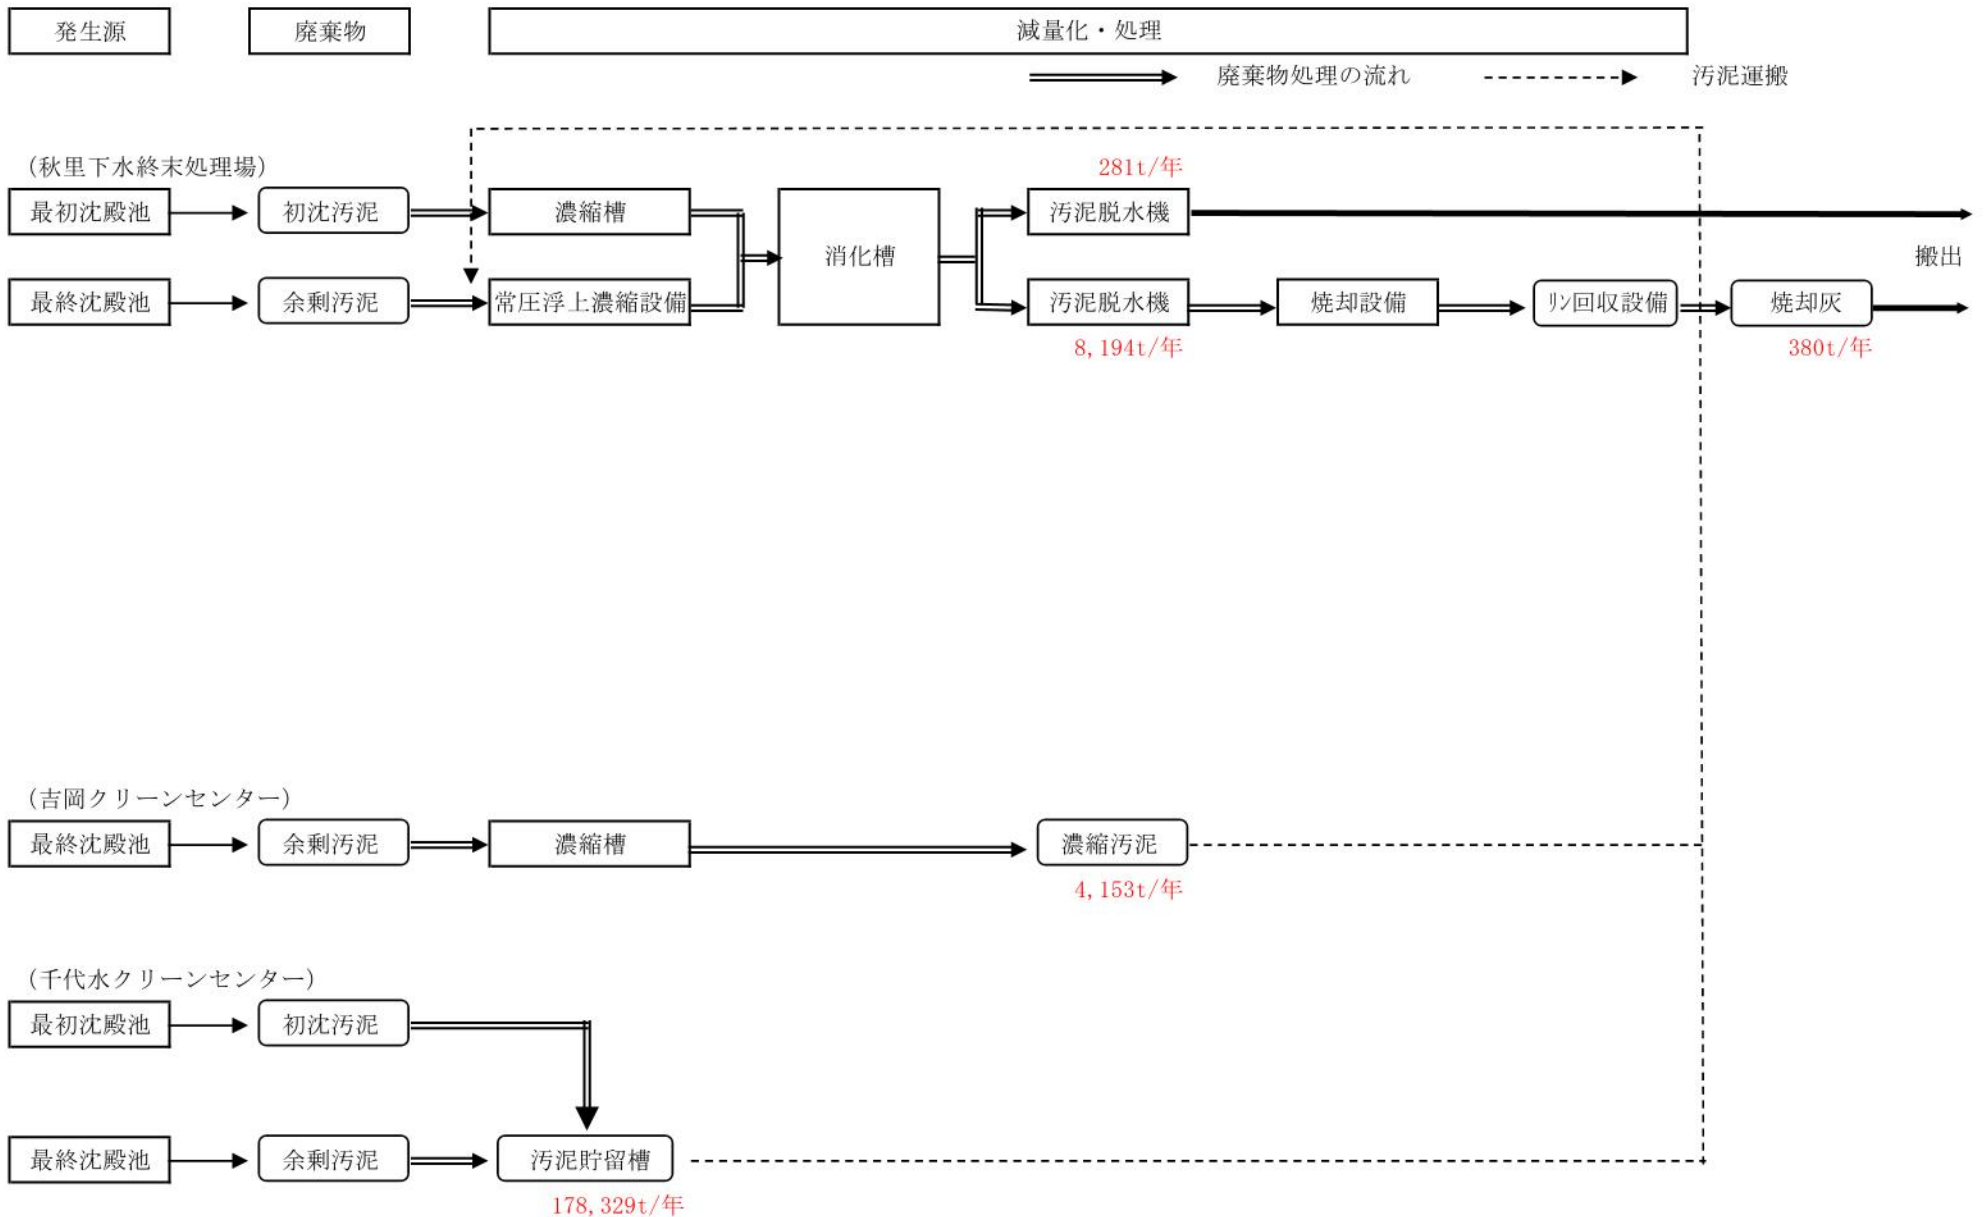 発生源
廃棄物
減量化・処理
廃棄物処理の流れ
汚泥運搬
（秋里下水終末処理場）
281t/年
最初沈殿池
初沈汚泥
濃縮槽
消化槽
汚泥脱水機
搬出
最終沈殿池
余剰汚泥
常圧浮上濃縮設備
汚泥脱水機
焼却設備
ﾘﾝ回収設備
焼却灰
8,194t/年
380t/年
（吉岡クリーンセンター）
最終沈殿池
余剰汚泥
濃縮槽
濃縮汚泥
4,153t/年
（千代水クリーンセンター）
最初沈殿池
初沈汚泥
最終沈殿池
余剰汚泥
汚泥貯留槽
178,329t/年